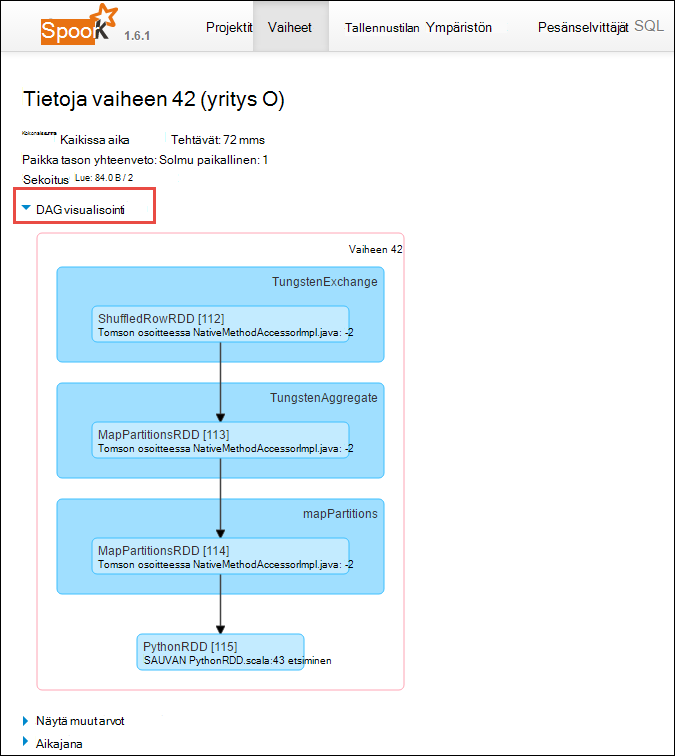 Spook 1.6.1 Projektit Vaiheet Tallennustilan Ympäristön Pesänselvittäjät SQL
Tietoja vaiheen 42 (yritys O)
Kaikissa aika Tehtävät: 72 mms
Paikka tason yhteenveto: Solmu paikallinen: 1
Sekoitus Lue: 84.0 B / 2
DAG visualisointi
Vaiheen 42
TungstenExchange
ShuffledRowRDD [112]
Tomson osoitteessa NativeMethodAccessorImpl.java: -2
TungstenAggregate
MapPartitionsRDD [113]
Tomson osoitteessa NativeMethodAccessorImpl.java: -2
mapPartitions
MapPartitionsRDD [114]
Tomson osoitteessa NativeMethodAccessorImpl.java: -2
PythonRDD [115]
SAUVAN PythonRDD.scala:43 etsiminen
Näytä muut arvot
Aikajana